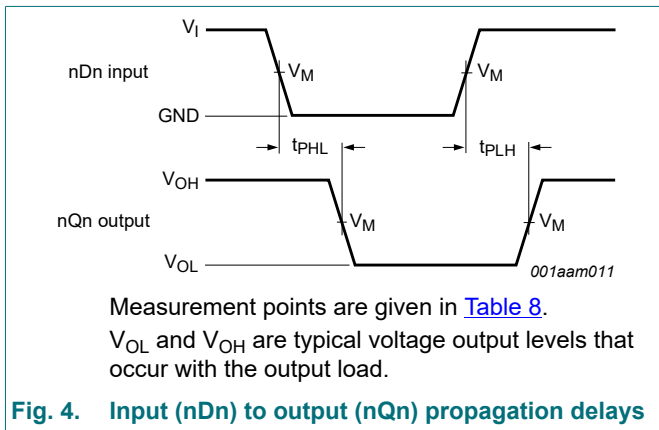 VI
nDn input
VM
VM
GND
tPHL
tPLH
VOH
nQn output
VM
VM
VOL
001aam011
Measurement points are given in Table 8.
VOL and VOH are typical voltage output levels that
occur with the output load.
Fig. 4. Input (nDn) to output (nQn) propagation delays